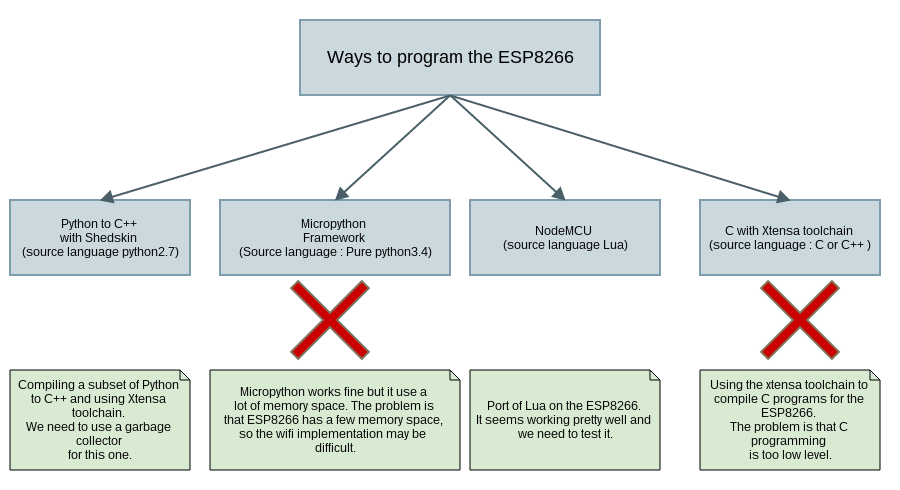 Ways to program the ESP8266
Python to C++
with Shedskin
(source language python2.7)
Micropython
Framework
(Source language : Pure python3.4)
NodeMCU
(source language Lua)
C with Xtensa toolchain
(source language : C or C++ )
Compiling a subset of Python
to C++ and using Xtensa
toolchain.
We need to use a garbage
collector
for this one.
Micropython works fine but it use a
lot of memory space. The problem is
that ESP8266 has a few memory space,
so the wifi implementation may be
difficult.
Port of Lua on the ESP8266.
It seems working pretty well and
we need to test it.
Using the xtensa toolchain to
compile C programs for the
ESP8266.
The problem is that C
programming
is too low level.